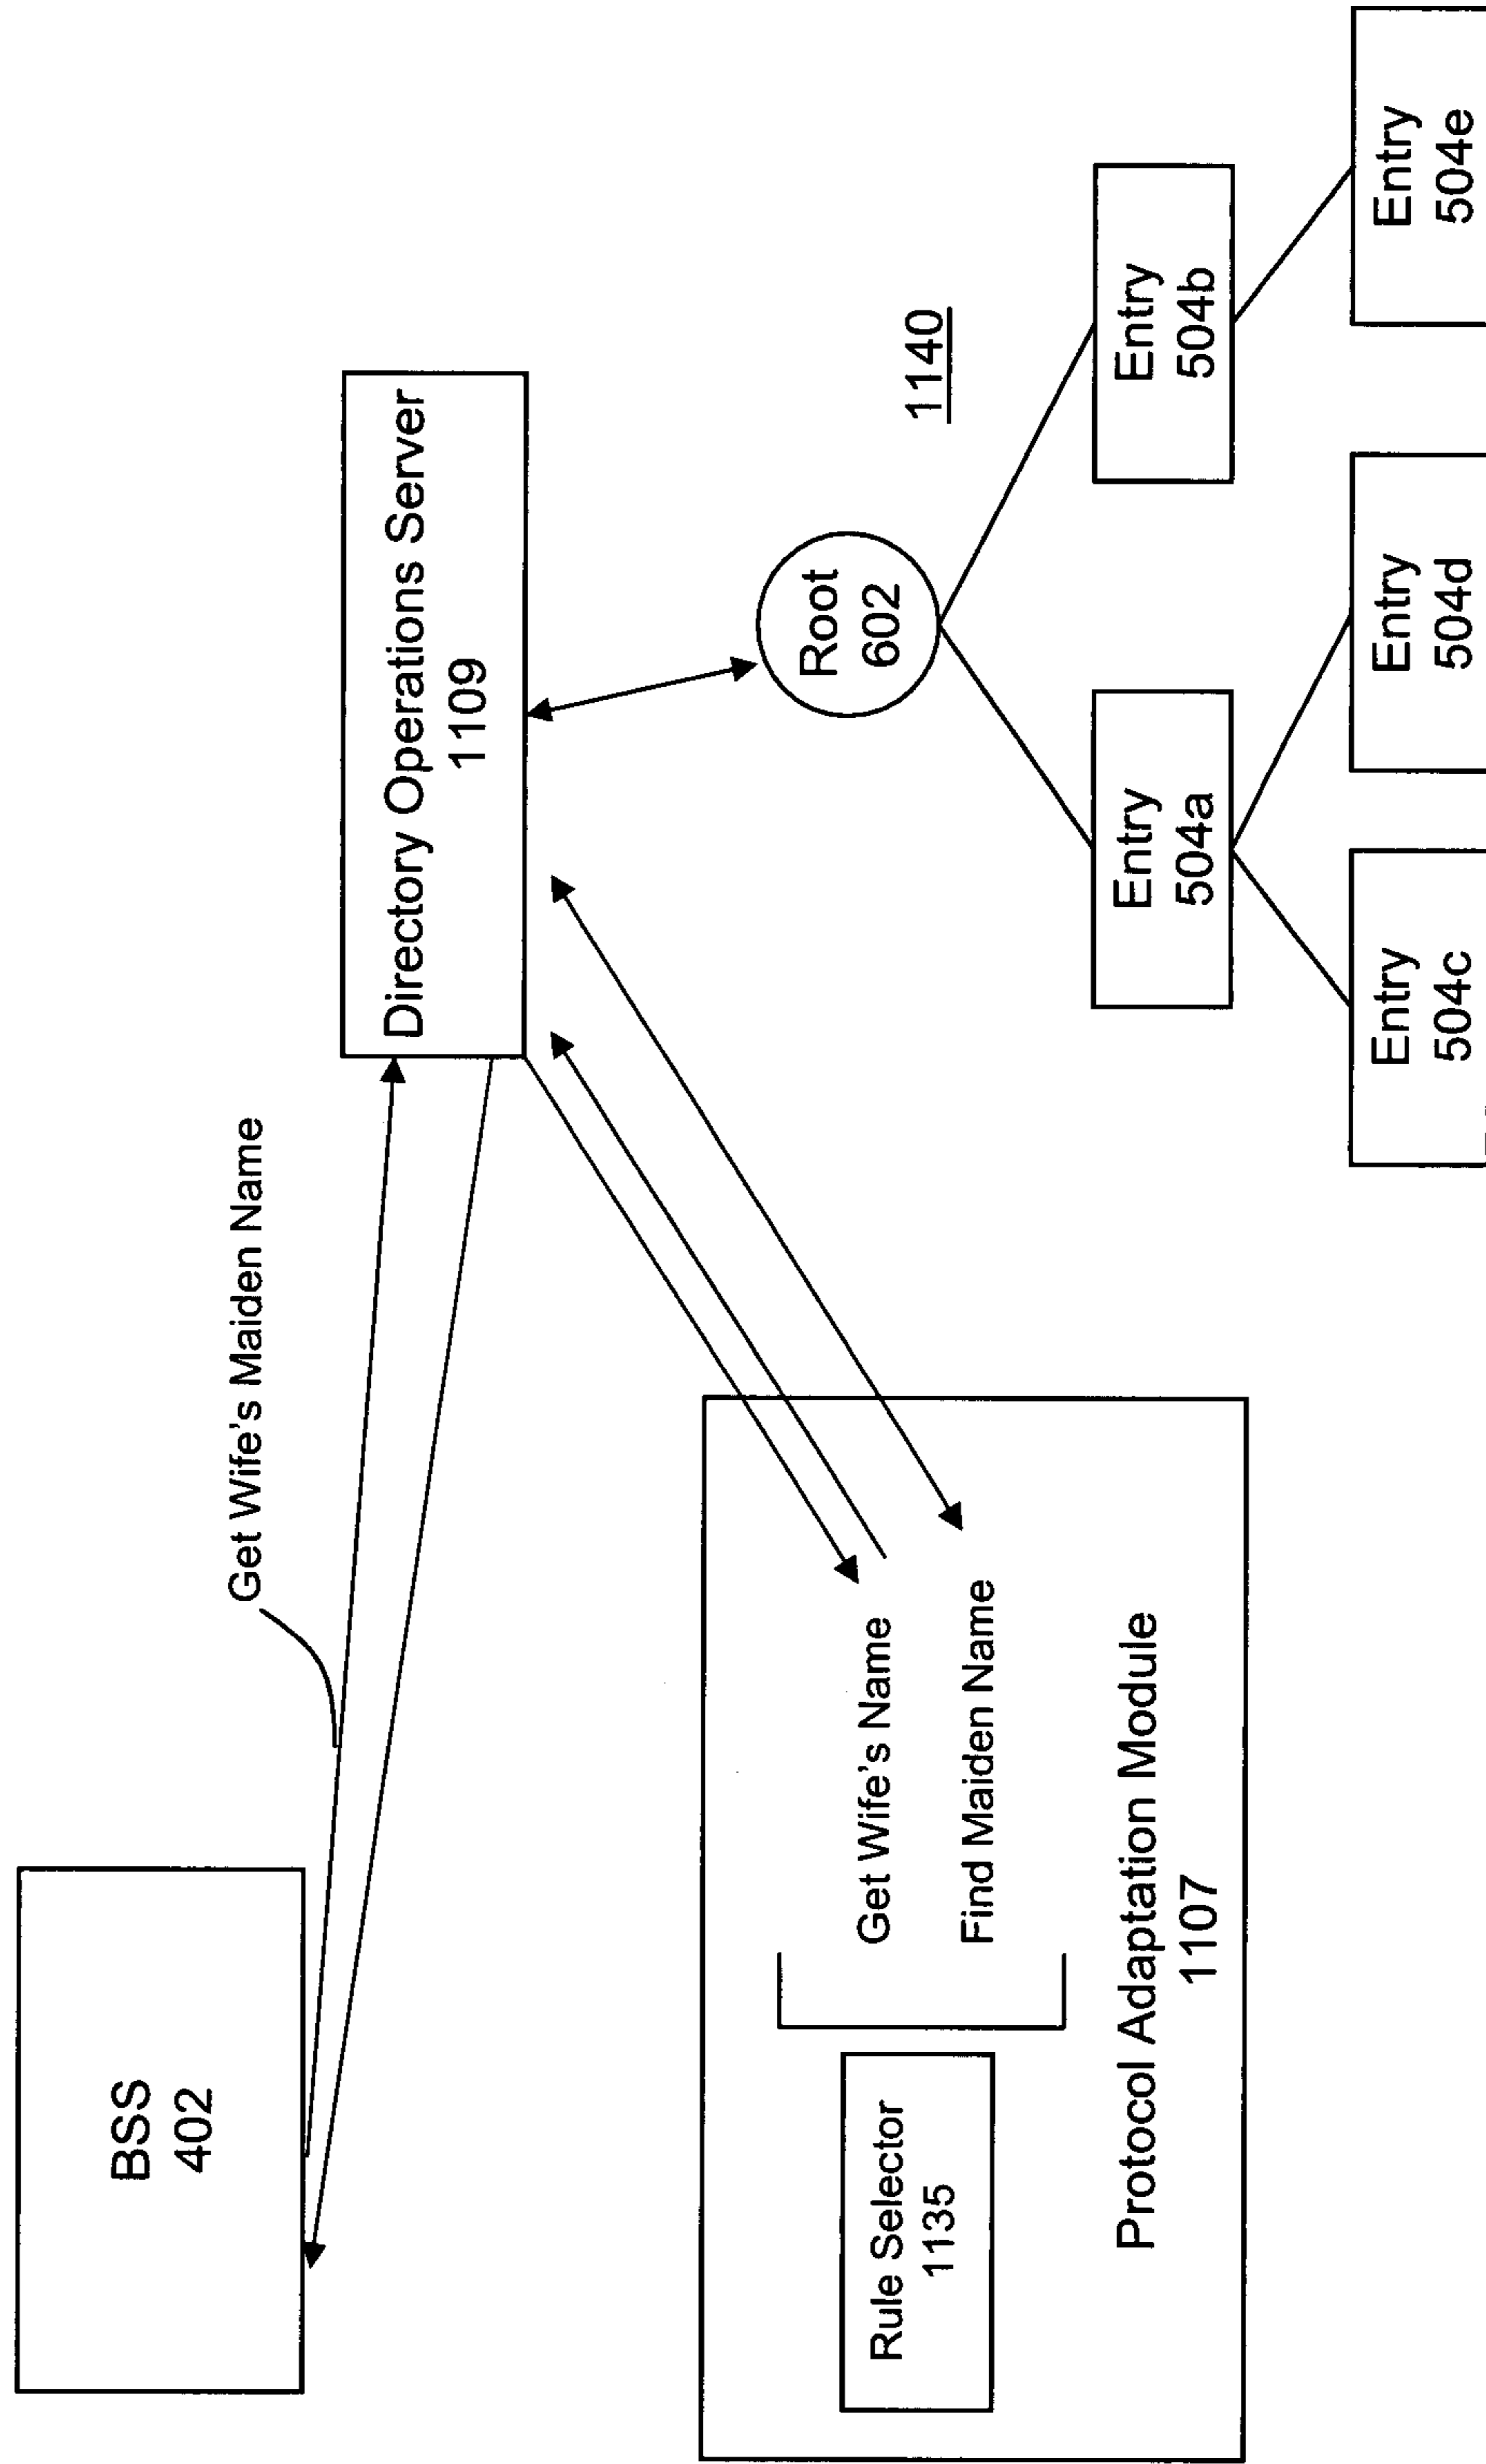 BSS
402
Get Wife's Maiden Name
Directory Operations Server
1109
Rule Selector
1135
Get Wife's Name
Find Maiden Name
Protocol Adaptation Module
1107
Root
602
1140
Entry
504a
Entry
504b
Entry
504c
Entry
504d
Entry
504e